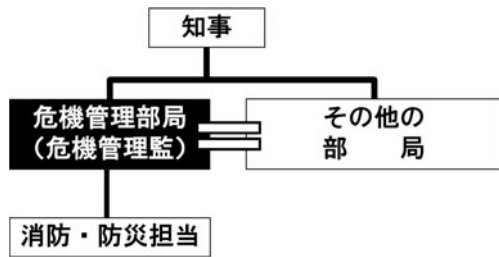 知事
危機管理部局
（危機管理監）
その他の
部　　局
消防・防災担当